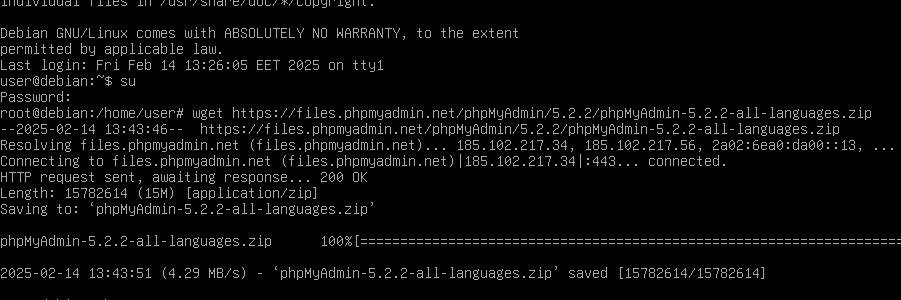 individual files in /usr/share/doc/*/copyright.
Debian GNU/Linux comes with ABSOLUTELY NO WARRANTY, to the extent
permitted by applicable law.
Last login: Fri Feb 14 13:26:05 EET 2025 on tty1
user@debian:~$ su
Password:
root@debian:/home/user# wget https://files.phpmyadmin.net/phpMyAdmin/5.2.2/phpMyAdmin-5.2.2-all-languages.zip
--2025-02-14 13:43:46--  https://files.phpmyadmin.net/phpMyAdmin/5.2.2/phpMyAdmin-5.2.2-all-languages.zip
Resolving files.phpmyadmin.net (files.phpmyadmin.net)... 185.102.217.34, 185.102.217.56, 2a02:6ea0:da00::13, ...
Connecting to files.phpmyadmin.net (files.phpmyadmin.net)|185.102.217.34|:443... connected.
HTTP request sent, awaiting response... 200 OK
Length: 15782614 (15M) [application/zip]
Saving to: ‘phpMyAdmin-5.2.2-all-languages.zip’
phpMyAdmin-5.2.2-all-languages.zip      100%[====================================================================
2025-02-14 13:43:51 (4.29 MB/s) - ‘phpMyAdmin-5.2.2-all-languages.zip’ saved [15782614/15782614]